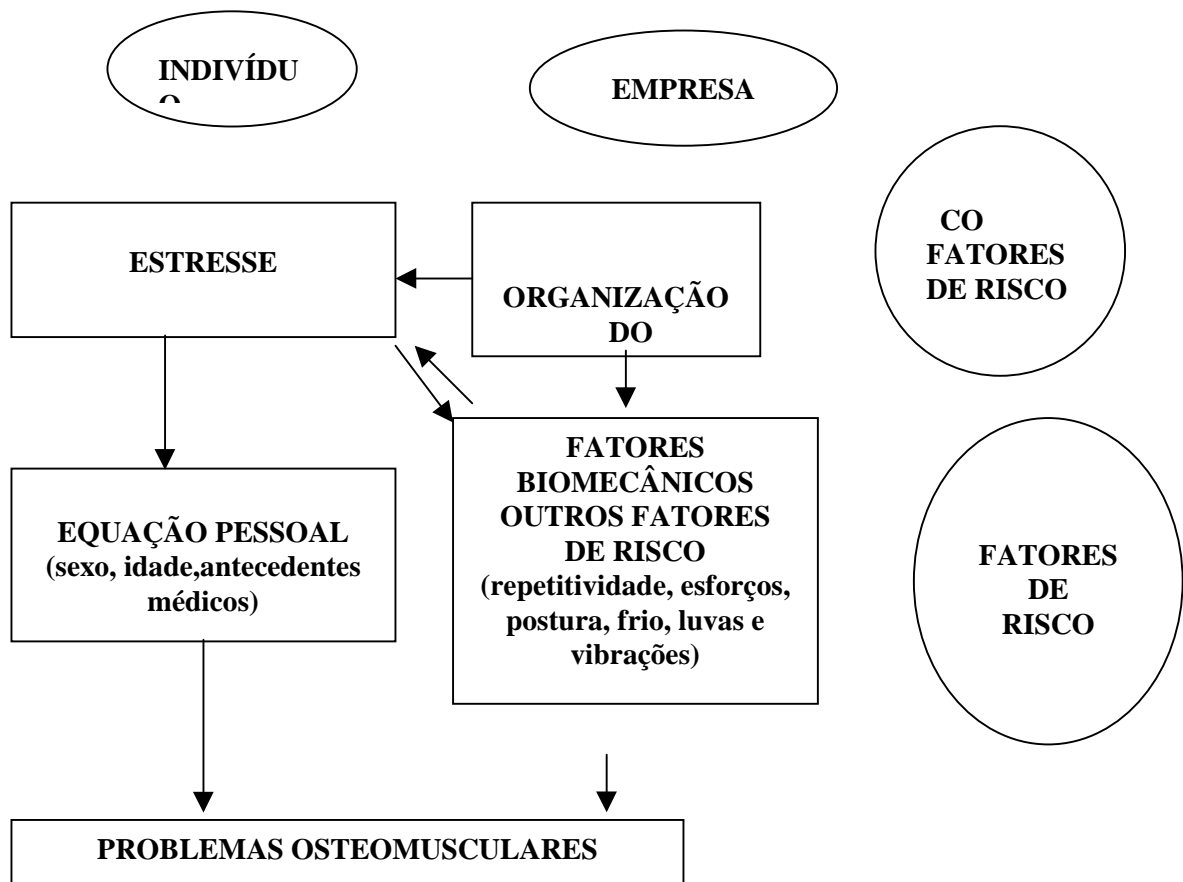 INDIVÍDU
EMPRESA
CO
FATORES
DE RISCO
ESTRESSE
ORGANIZAÇÃO
DO
FATORES
BIOMECÂNICOS
OUTROS FATORES
DE RISCO
(repetitividade, esforços,
postura, frio, luvas e
vibrações)
EQUAÇÃO PESSOAL
(sexo, idade,antecedentes
médicos)
FATORES
DE
RISCO
PROBLEMAS OSTEOMUSCULARES